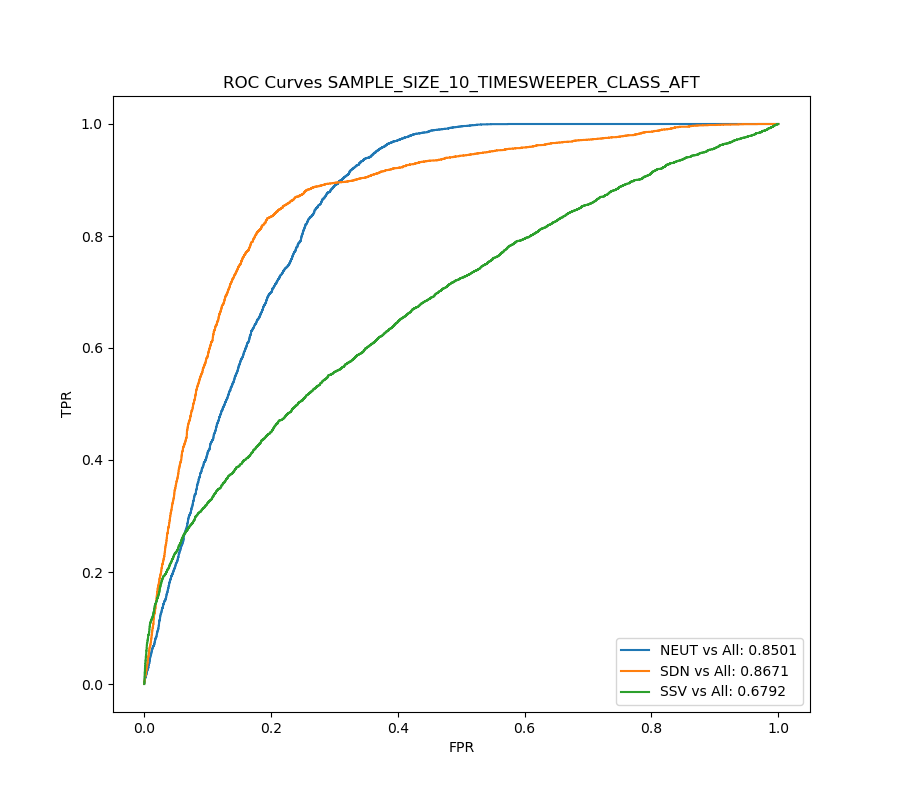 ROC Curves SAMPLE_SIZE_10_TIMESWEEPER_CLASS_AFT
1.0
0.8
0.6
0.4
0.2
0.0
TPR
NEUT vs All: 0.8501
SDN vs All: 0.8671
SSV vs All: 0.6792
0.0 0.2 0.4 0.6 0.8 1.0
FPR